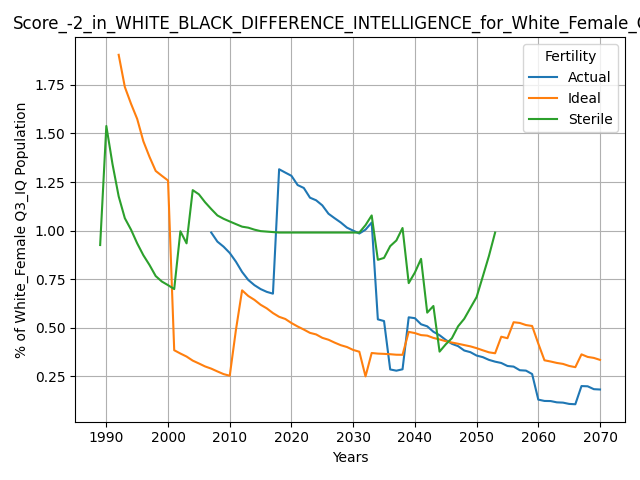 Score_-2_in_WHITE_BLACK_DIFFERENCE_INTELLIGENCE_for_White_Female_
% of White_Female Q3_IQ Population
1.75
1.50
1.25
1.00
0.75
0.50
0.25
Fertility
Actual
Ideal
Sterile
1990 2000 2010 2020 2030 2040 2050 2060 2070
Years